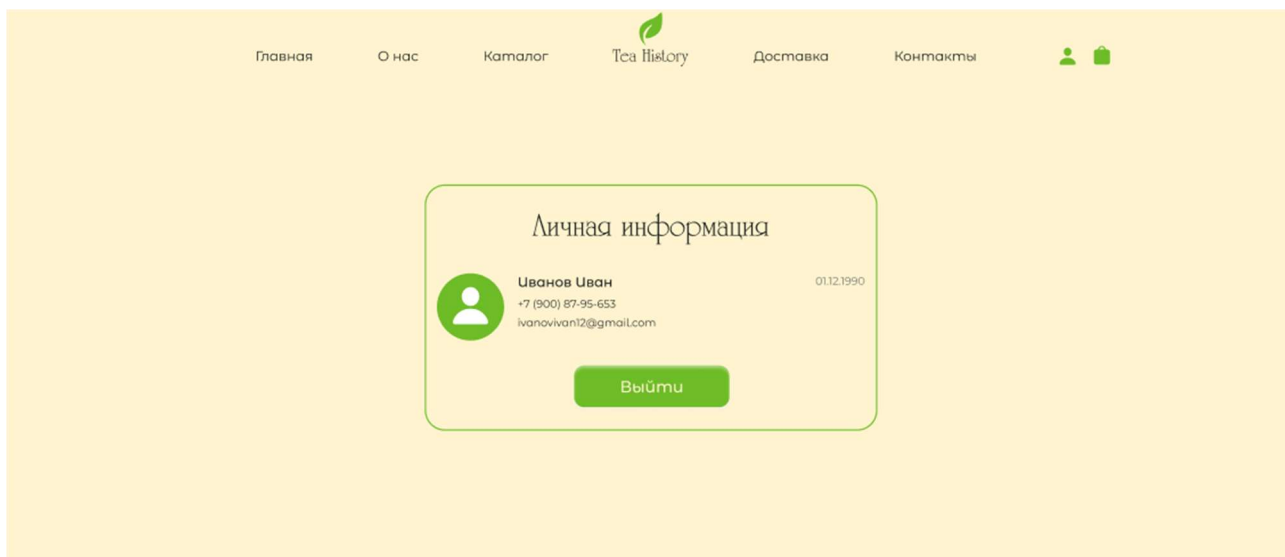 Главная О нас Каталог Tea History Доставка Контакты
Личная информация
Иванов Иван 01.12.1990
+7 (900) 87-95-653
ivanovivan12@gmail.com
Выйти